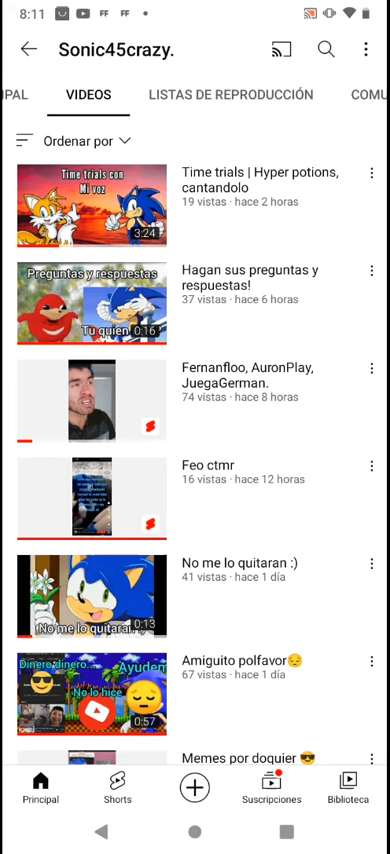 8:11
Sonic45crazy.
IPAL
VIDEOS
LISTAS DE REPRODUCCIÓN
COMU
Ordenar por
Time trials con
Mi voz
3:24
Time trials | Hyper potions,
cantandolo
19 vistas · hace 2 horas
Preguntas y respuestas
Tu quien
0:16
Hagan sus preguntas y
respuestas!
37 vistas · hace 6 horas
Fernanfloo, AuronPlay,
JuegaGerman.
74 vistas · hace 8 horas
Feo ctmr
16 vistas · hace 12 horas
No me lo quitaran :)
0:13
No me lo quitaran :)
41 vistas · hace 1 día
Dinero dinero...
Ayuden
No lo hice
0:57
Amiguito polfavor😔
67 vistas · hace 1 día
Memes por doquier 😎
Principal
Shorts
Suscripciones
Biblioteca